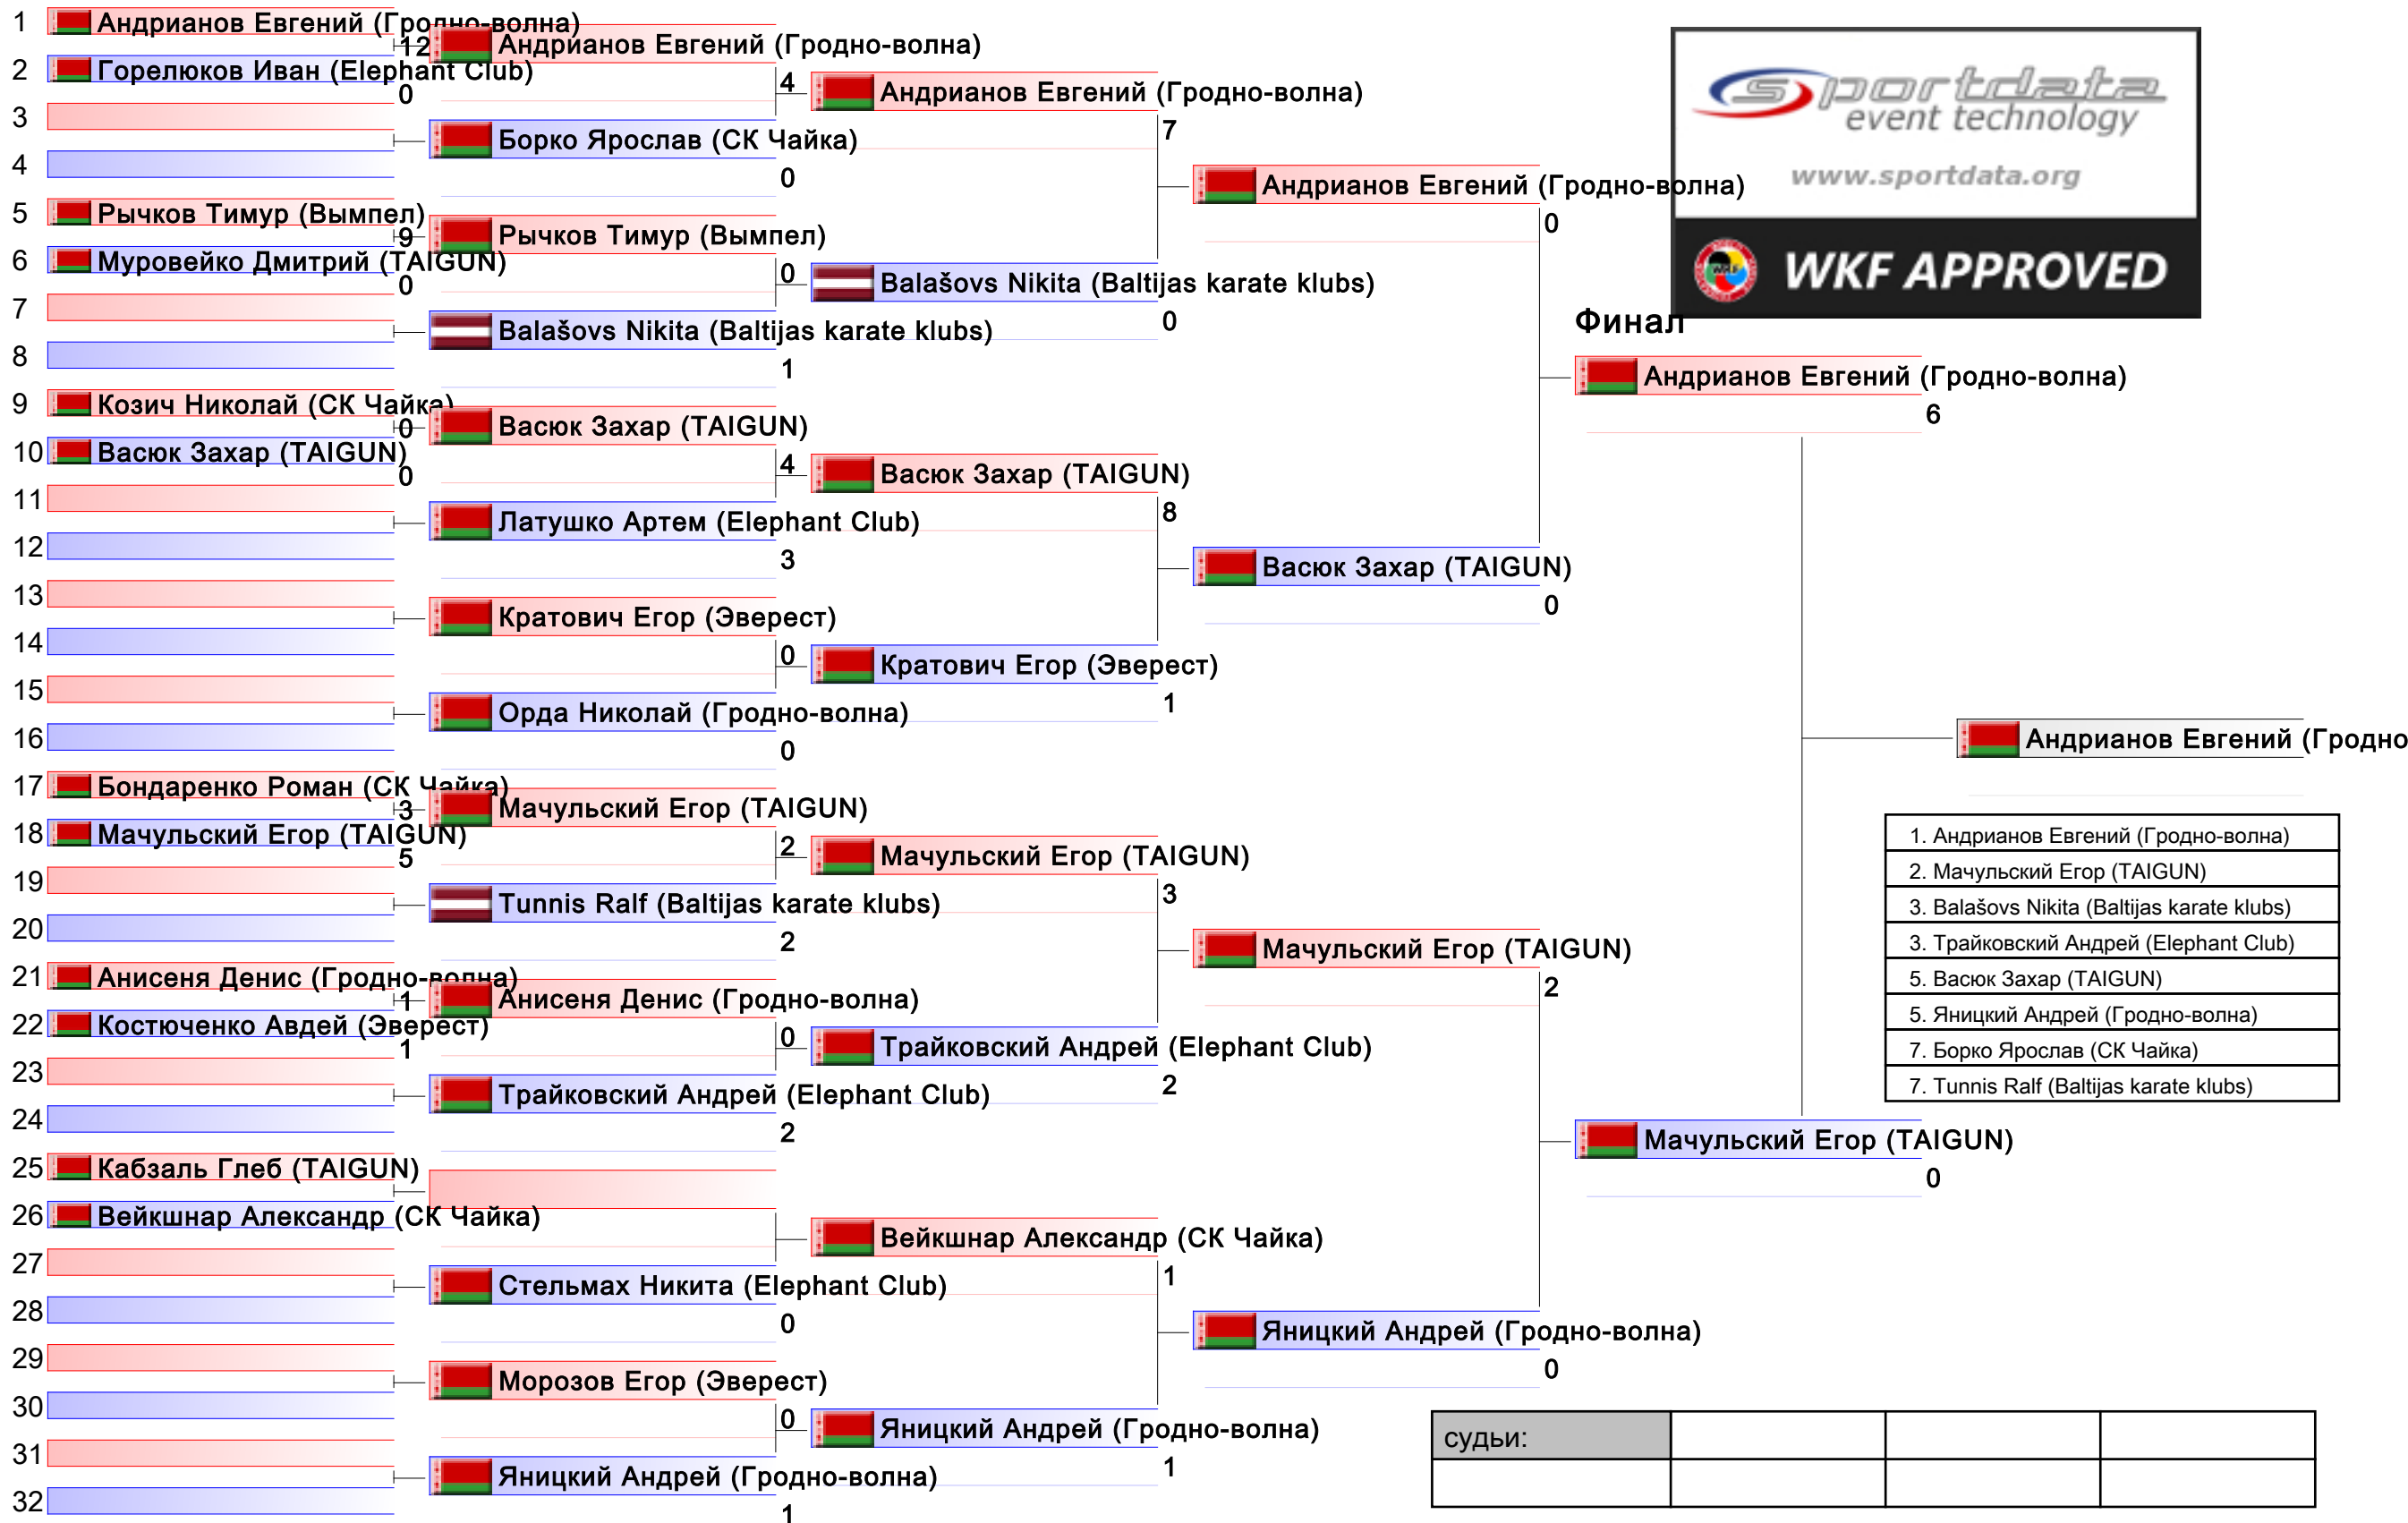 1 Андрианов Евгений (Гродно-волна)
12
2 Горелюков Иван (Elephant Club)
0
3
4
5 Рычков Тимур (Вымпел)
9
6 Муровейко Дмитрий (TAIGUN)
0
7
8
9 Козич Николай (СК Чайка)
0
10 Васюк Захар (TAIGUN)
0
11
12
13
14
15
16
17 Бондаренко Роман (СК Чайка)
3
18 Мачульский Егор (TAIGUN)
5
19
20
21 Анисеня Денис (Гродно-волна)
1
22 Костюченко Авдей (Эверест)
1
23
24
25 Кабзаль Глеб (TAIGUN)
26 Вейкшнар Александр (СК Чайка)
27
28
29
30
31
32
Андрианов Евгений (Гродно-волна)
4
Борко Ярослав (СК Чайка)
0
Рычков Тимур (Вымпел)
0
Balašovs Nikita (Baltijas karate klubs)
1
Васюк Захар (TAIGUN)
4
Латушко Артем (Elephant Club)
3
Кратович Егор (Эверест)
0
Орда Николай (Гродно-волна)
0
Мачульский Егор (TAIGUN)
2
Tunnis Ralf (Baltijas karate klubs)
2
Анисеня Денис (Гродно-волна)
0
Трайковский Андрей (Elephant Club)
2
Стельмах Никита (Elephant Club)
0
Морозов Егор (Эверест)
0
Яницкий Андрей (Гродно-волна)
1
Андрианов Евгений (Гродно-волна)
7
Balašovs Nikita (Baltijas karate klubs)
0
Васюк Захар (TAIGUN)
8
Кратович Егор (Эверест)
1
Мачульский Егор (TAIGUN)
3
Трайковский Андрей (Elephant Club)
2
Вейкшнар Александр (СК Чайка)
1
Яницкий Андрей (Гродно-волна)
1
Андрианов Евгений (Гродно-волна)
0
Васюк Захар (TAIGUN)
0
Мачульский Егор (TAIGUN)
2
Яницкий Андрей (Гродно-волна)
0
sportdata
event technology
www.sportdata.org
WKF
WKF APPROVED
Финал
Андрианов Евгений (Гродно-волна)
6
Мачульский Егор (TAIGUN)
0
Андрианов Евгений (Гродно
1. Андрианов Евгений (Гродно-волна)
2. Мачульский Егор (TAIGUN)
3. Balašovs Nikita (Baltijas karate klubs)
3. Трайковский Андрей (Elephant Club)
5. Васюк Захар (TAIGUN)
5. Яницкий Андрей (Гродно-волна)
7. Борко Ярослав (СК Чайка)
7. Tunnis Ralf (Baltijas karate klubs)
судьи: